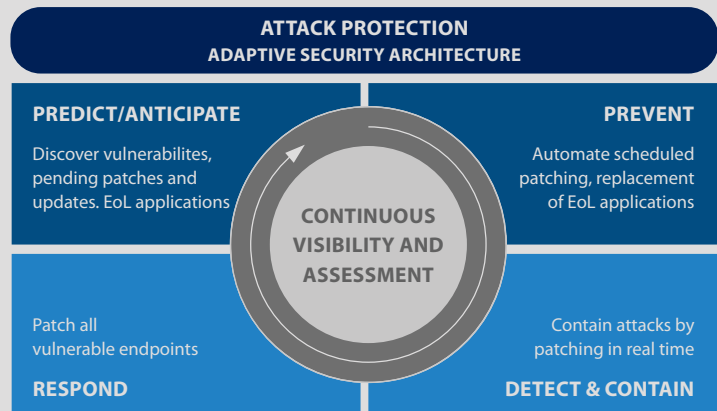 ATTACK PROTECTION
ADAPTIVE SECURITY ARCHITECTURE
PREDICT/ANTICIPATE
Discover vulnerabilites,
pending patches and
updates. EoL applications
PREVENT
Automate scheduled
patching, replacement
of EoL applications
CONTINUOUS
VISIBILITY AND
ASSESSMENT
Patch all
vulnerable endpoints
RESPOND
Contain attacks by
patching in real time
DETECT & CONTAIN